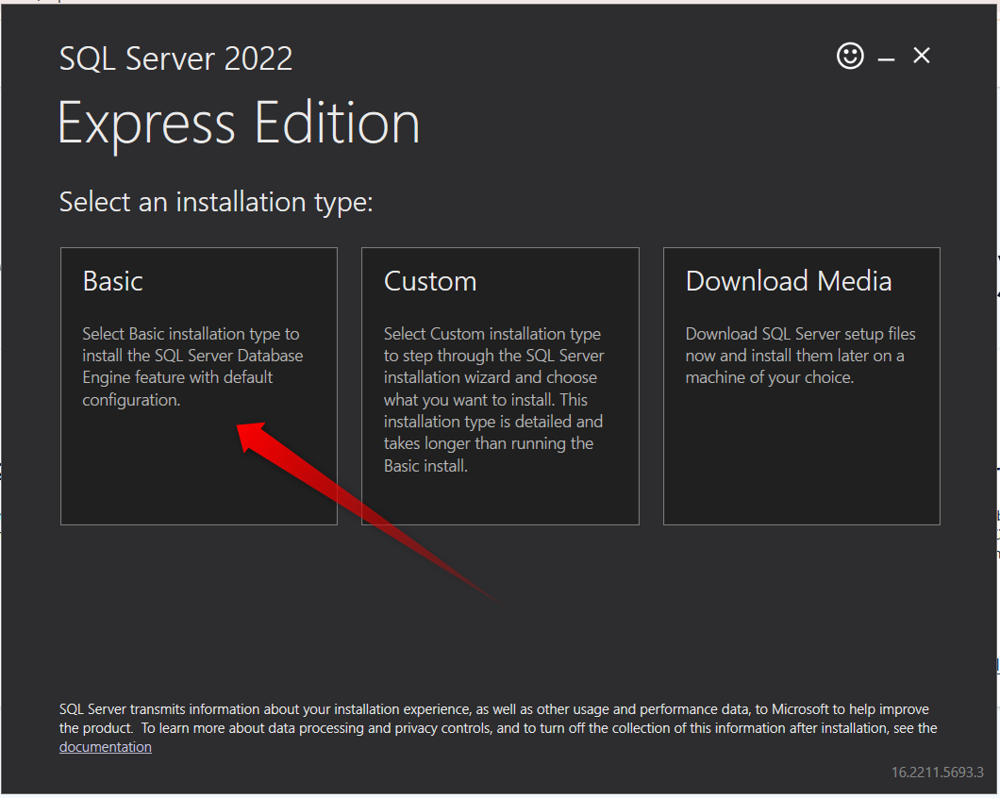 SQL Server 2022
Express Edition
Select an installation type:
Basic
Select Basic installation type to
install the SQL Server Database
Engine feature with default
configuration.
Custom
Select Custom installation type
to step through the SQL Server
installation wizard and choose
what you want to install. This
installation type is detailed and
takes longer than running the
Basic install.
Download Media
Download SQL Server setup files
now and install them later on a
machine of your choice.
SQL Server transmits information about your installation experience, as well as other usage and performance data, to Microsoft to help improve
the product.  To learn more about data processing and privacy controls, and to turn off the collection of this information after installation, see the
documentation
16.2211.5693.3